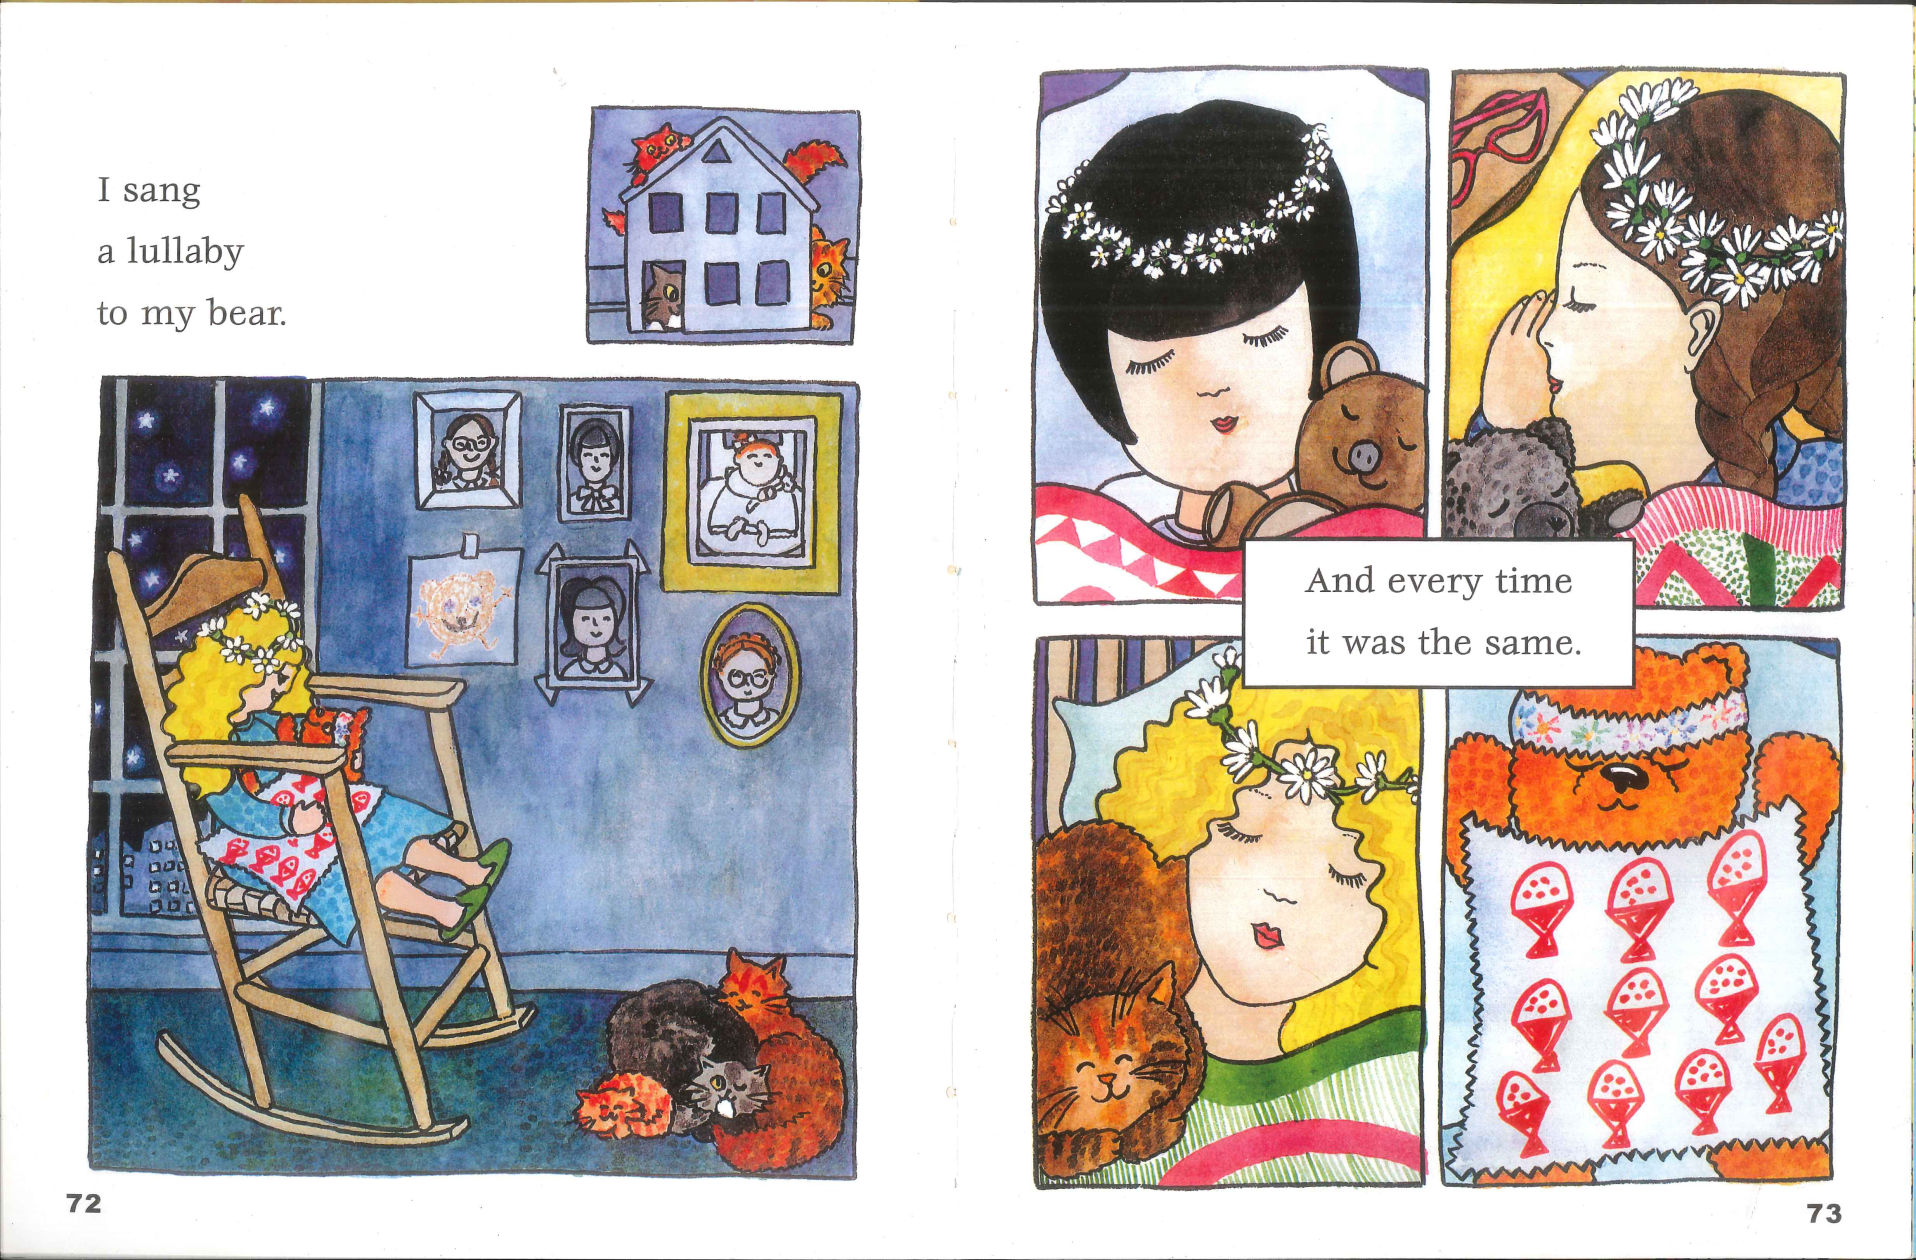 I sang
a lullaby
to my bear.
72
And every time
it was the same.
73